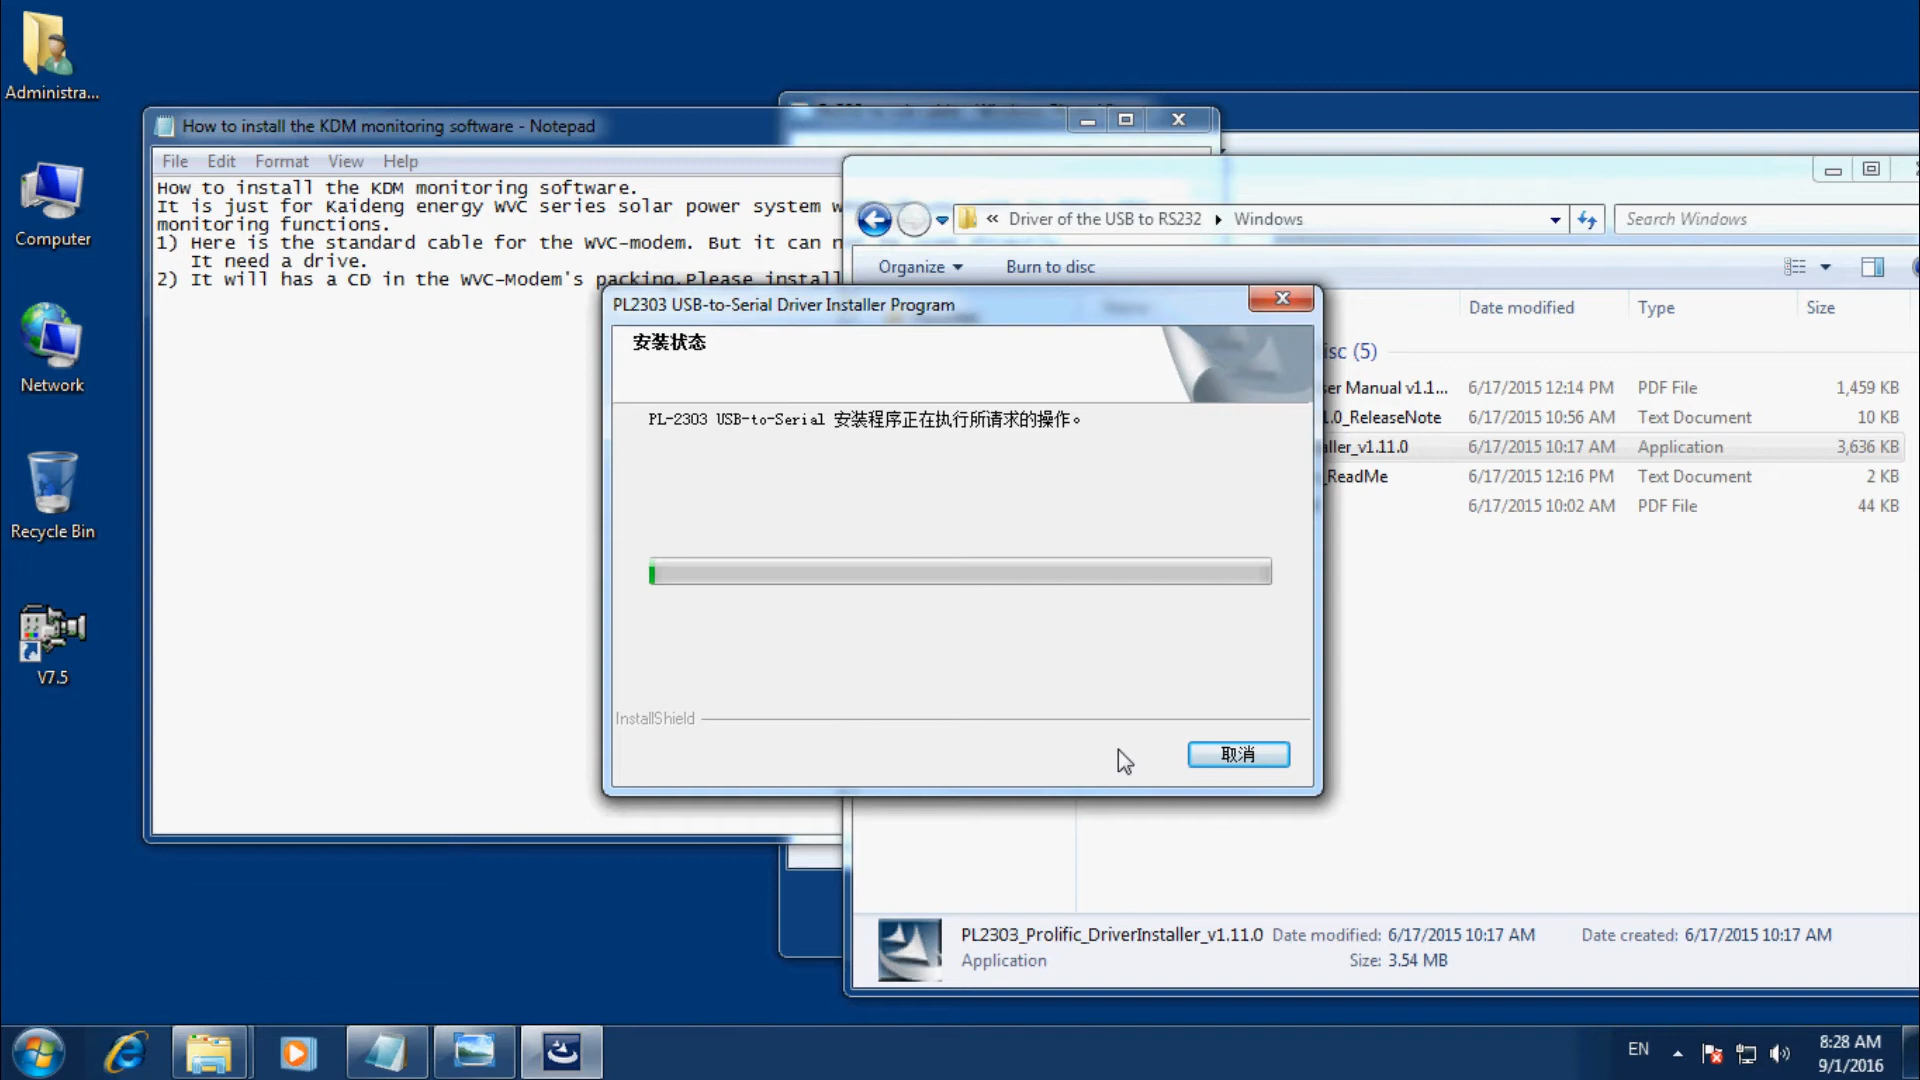 Administra...
Computer
Network
Recycle Bin
V7.5
How to install the KDM monitoring software - Notepad
File Edit Format View Help
How to install the KDM monitoring software.
It is just for Kaideng energy WVC series solar power system w
monitoring functions.
1) Here is the standard cable for the WVC-modem. But it can n
It need a drive.
2) It will has a CD in the WVC-Modem's packing.Please install
« Driver of the USB to RS232 Windows
Search Windows
Organize Burn to disc
Date modified Type Size
isc (5)
ser Manual v1.1... 6/17/2015 12:14 PM PDF File 1,459 KB
1.0_ReleaseNote 6/17/2015 10:56 AM Text Document 10 KB
aller_v1.11.0 6/17/2015 10:17 AM Application 3,636 KB
_ReadMe 6/17/2015 12:16 PM Text Document 2 KB
6/17/2015 10:02 AM PDF File 44 KB
PL2303 USB-to-Serial Driver Installer Program
安装状态
PL-2303 USB-to-Serial 安装程序正在执行所请求的操作。
InstallShield
取消
PL2303_Prolific_DriverInstaller_v1.11.0 Date modified: 6/17/2015 10:17 AM Date created: 6/17/2015 10:17 AM
Application Size: 3.54 MB
EN
8:28 AM
9/1/2016